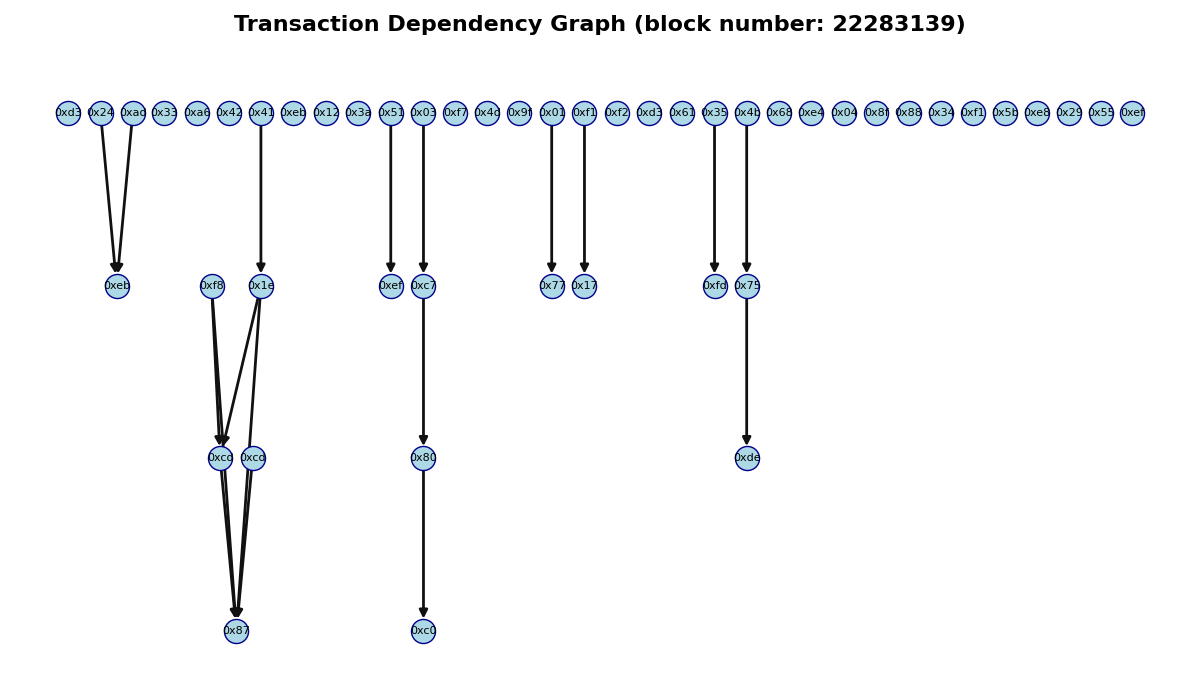 Transaction Dependency Graph (block number: 22283139)
0xd3 0x24 0xad 0x33 0xa6 0x42 0x41 0xeb 0x12 0x3a 0x51 0x03 0xf7 0x4d 0x9f 0x01 0xf1 0xf2 0xd3 0x61 0x35 0x4b 0x68 0xe4 0x04 0x8f 0x88 0x34 0xf1 0x5b 0xe8 0x29 0x55 0xef
0xeb 0xf8 0x1e 0xef 0xc7 0x77 0x17 0xfd 0x75
0xcd 0xcd 0x80 0xde
0x87 0xc0